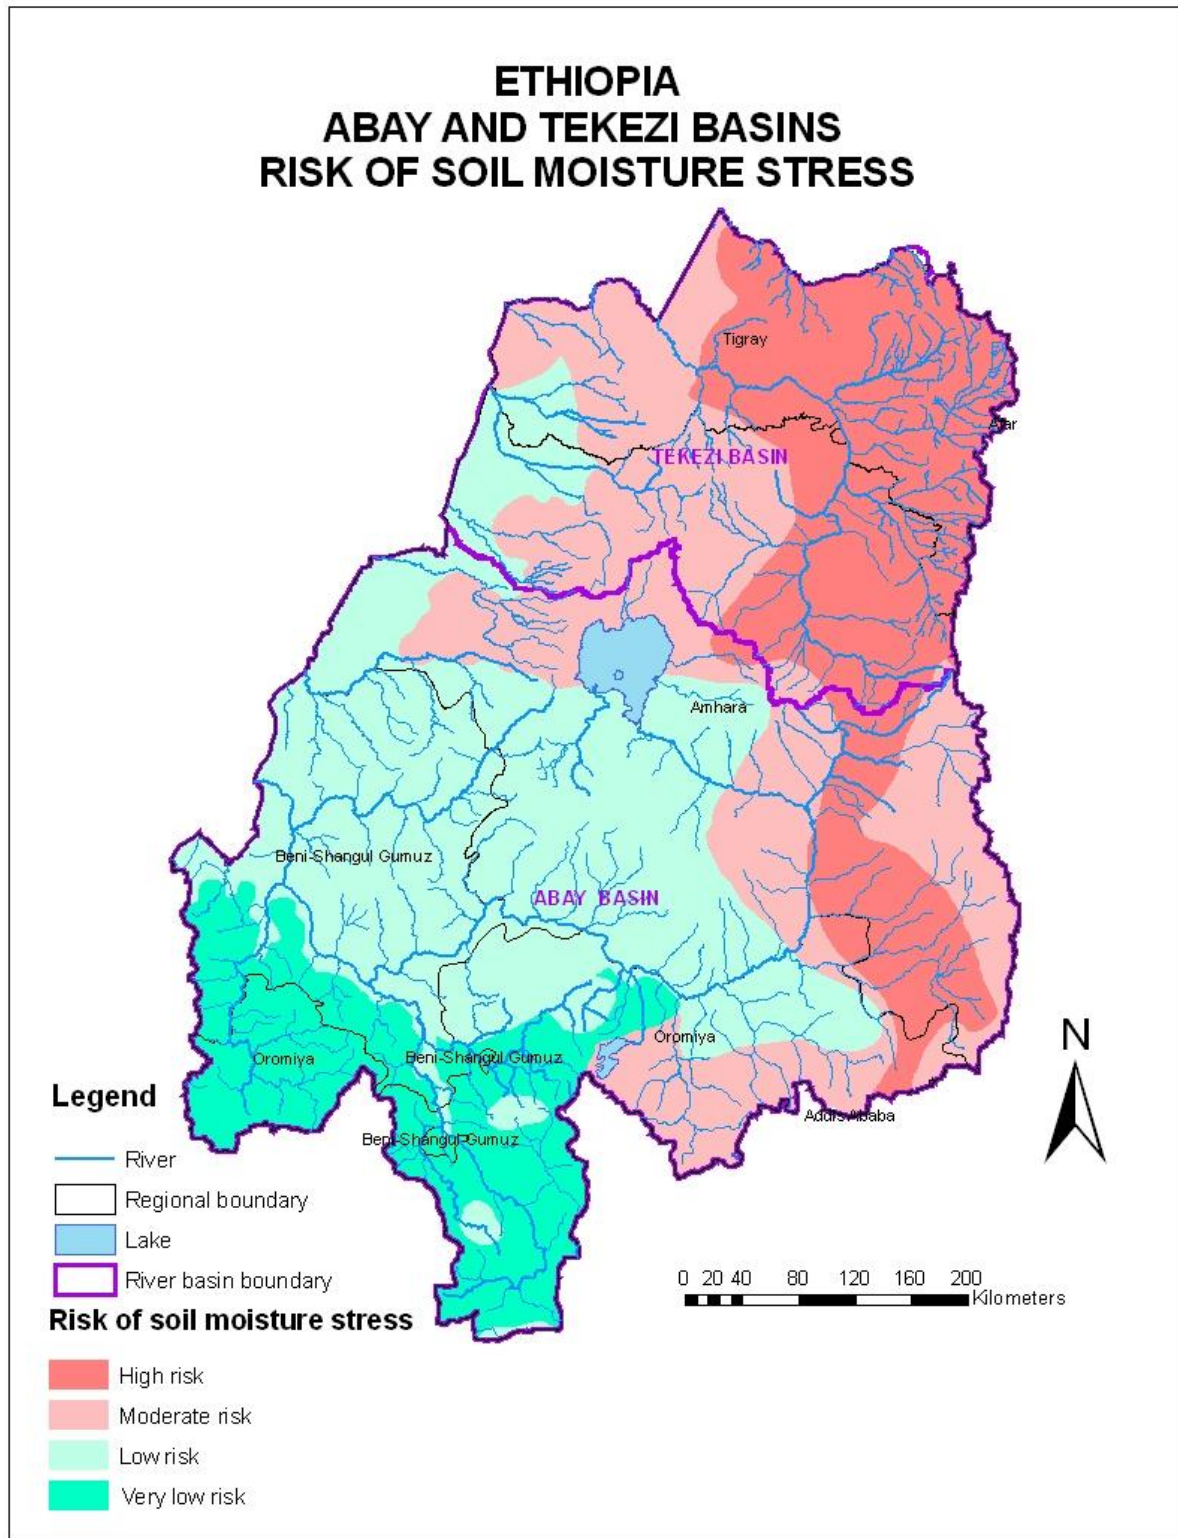 ETHIOPIA
ABAY AND TEKEZI BASINS
RISK OF SOIL MOISTURE STRESS
Tigray
Afar
TEKEZI BASIN
Amhara
Beni-Shangul Gumuz
ABAY BASIN
Oromiya
Beni-Shangul Gumuz
Oromiya
Addis Ababa
Beni-Shangul Gumuz
N
Legend
River
Regional boundary
Lake
River basin boundary
0 20 40 80 120 160 200
Kilometers
Risk of soil moisture stress
High risk
Moderate risk
Low risk
Very low risk